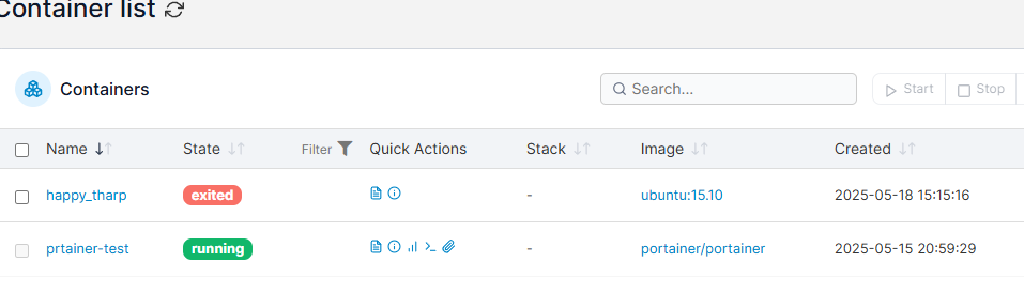 Container list
Containers
Search...
Start
Stop
Name State Filter Quick Actions Stack Image Created
happy_tharp exited - ubuntu:15.10 2025-05-18 15:15:16
prtainer-test running - portainer/portainer 2025-05-15 20:59:29